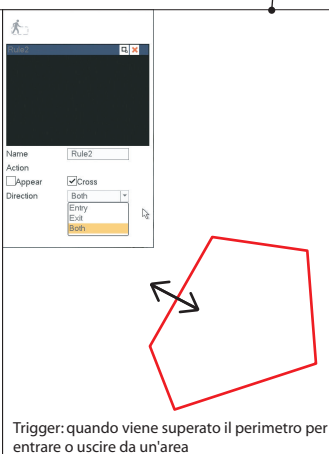 Rule2
Name Rule2
Action
Appear Cross
Direction Both
Entry
Exit
Both
Trigger: quando viene superato il perimetro per
entrare o uscire da un'area